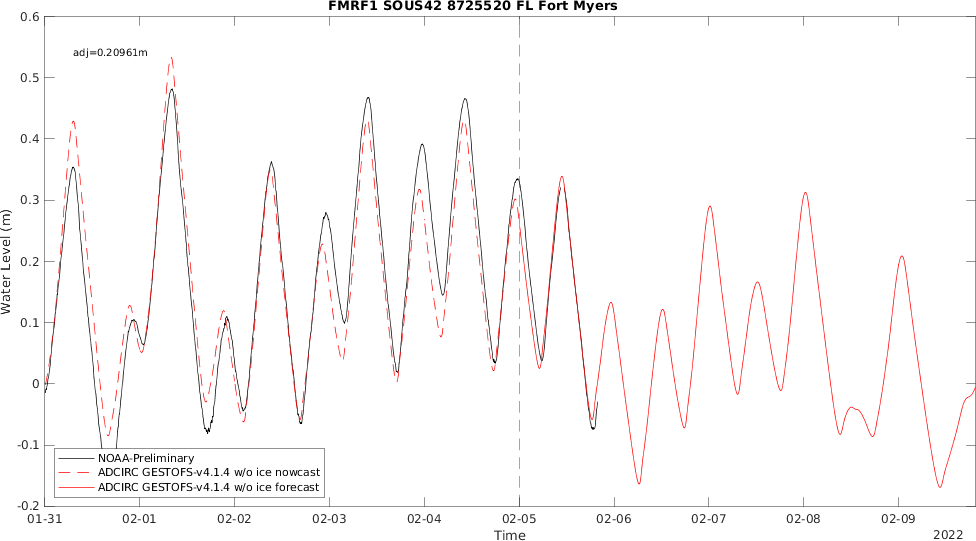 FMRF1 SOUS42 8725520 FL Fort Myers
adj=0.20961m
0.6
0.5
0.4
0.3
0.2
0.1
0
-0.1
-0.2
Water Level (m)
NOAA-Preliminary
ADCIRC GESTOFS-v4.1.4 w/o ice nowcast
ADCIRC GESTOFS-v4.1.4 w/o ice forecast
01-31 02-01 02-02 02-03 02-04 02-05 02-06 02-07 02-08 02-09
Time
2022